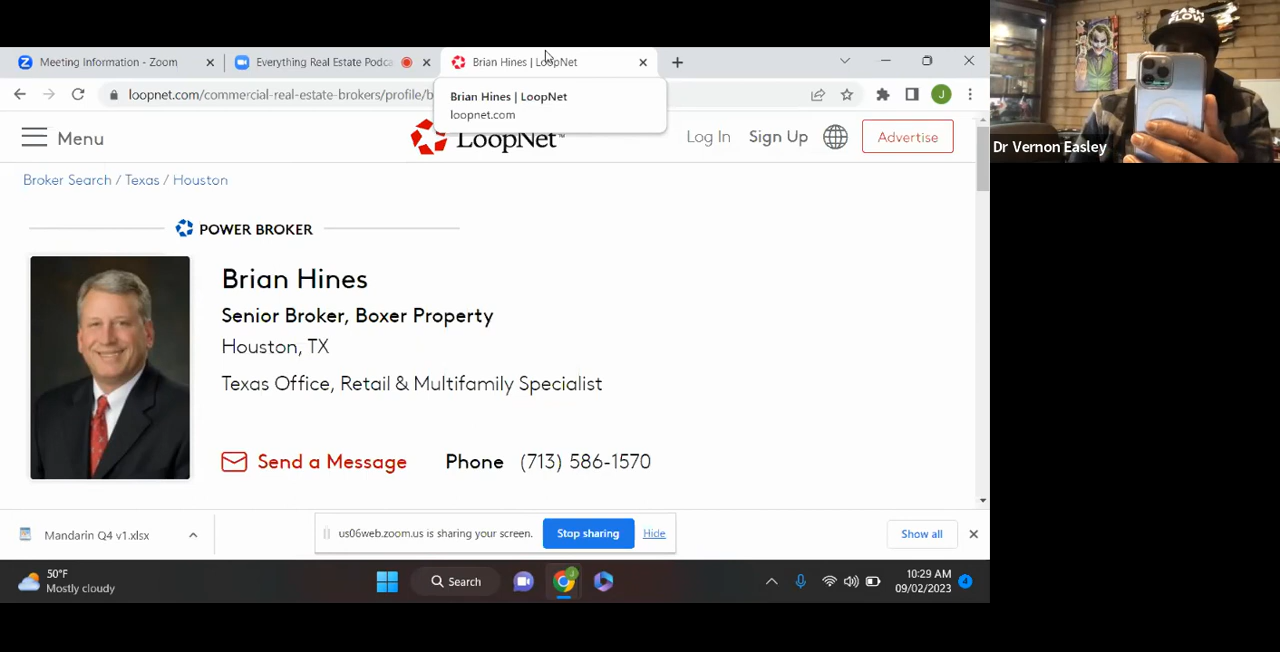 Meeting Information - Zoom
Everything Real Estate Podca
Brian Hines | LoopNet
loopnet.com/commercial-real-estate-brokers/profile/b
Brian Hines | LoopNet
loopnet.com
J
Menu
LoopNet™
Log In
Sign Up
Advertise
Broker Search / Texas / Houston
POWER BROKER
Brian Hines
Senior Broker, Boxer Property
Houston, TX
Texas Office, Retail & Multifamily Specialist
Send a Message
Phone (713) 586-1570
Mandarin Q4 v1.xlsx
us06web.zoom.us is sharing your screen.
Stop sharing
Hide
Show all
50°F
Mostly cloudy
Search
10:29 AM
09/02/2023
4
CASH
FLOW
Dr Vernon Easley